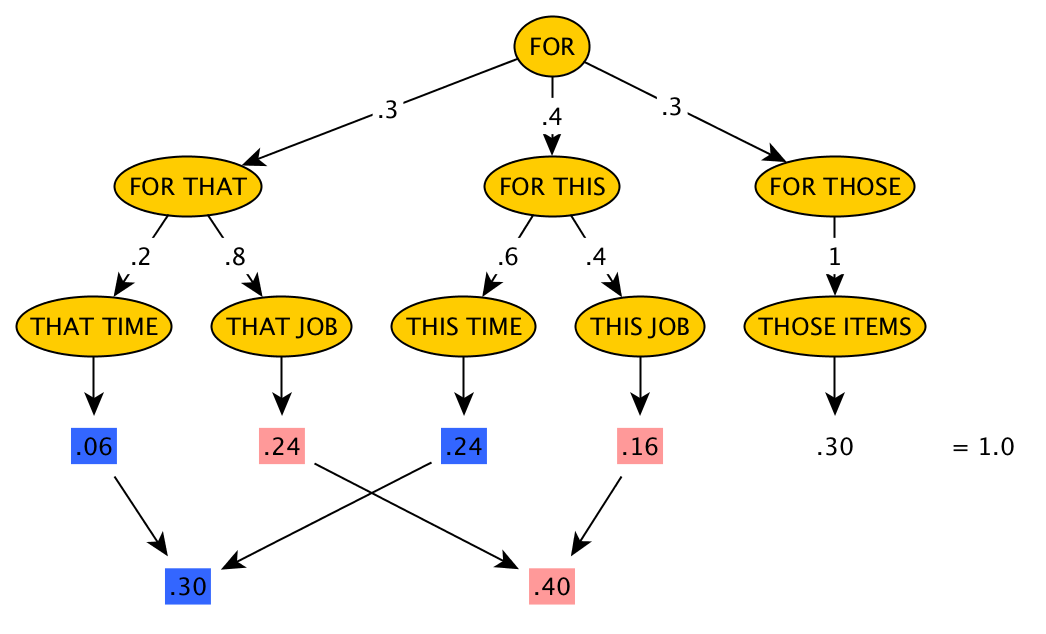 FOR
.3
.4
.3
FOR THAT
FOR THIS
FOR THOSE
.2
.8
.6
.4
1
THAT TIME
THAT JOB
THIS TIME
THIS JOB
THOSE ITEMS
.06
.24
.24
.16
.30
= 1.0
.30
.40